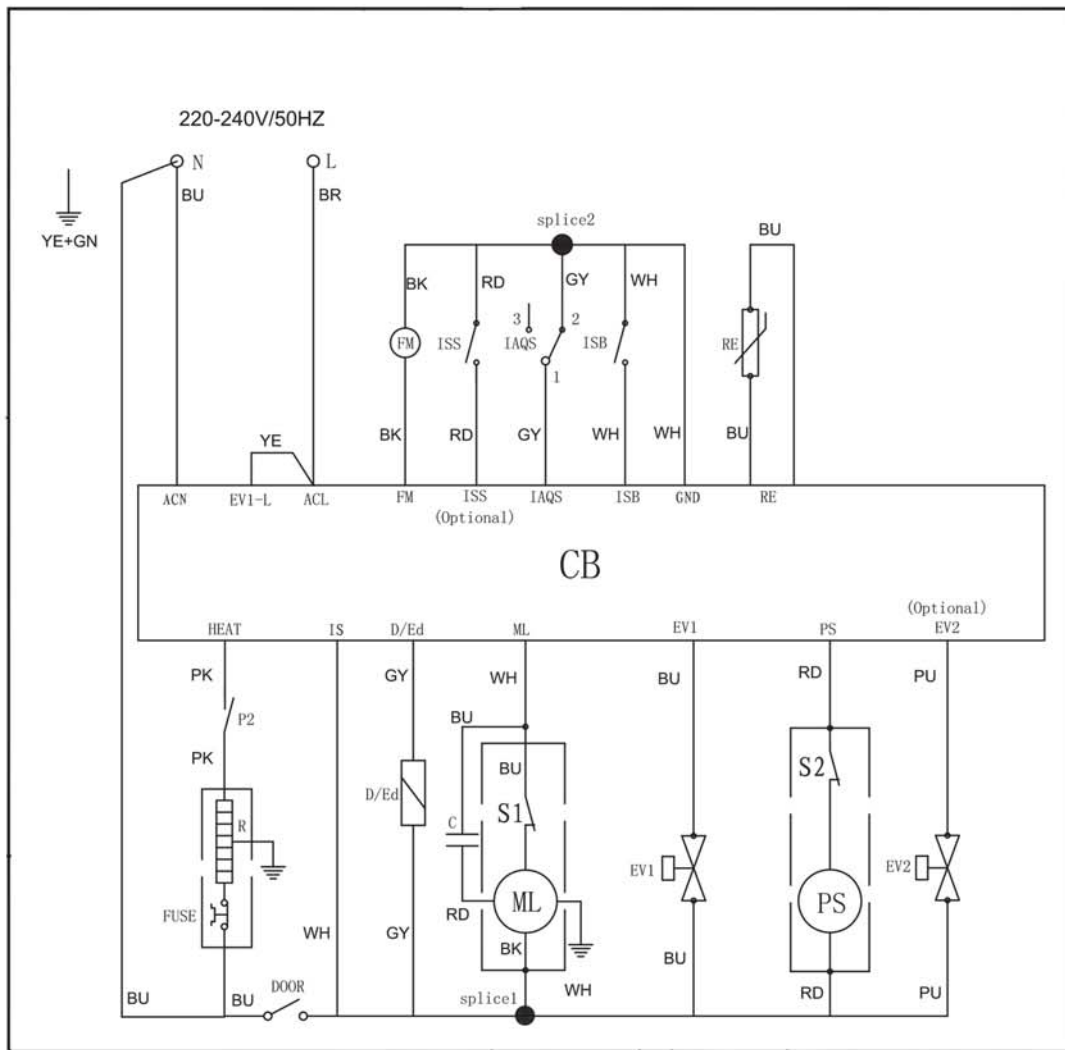 220-240V/50HZ
N
L
BU
BR
YE+GN
splice2
BU
BK
RD
GY
WH
3
2
FM
ISS
IAQS
ISB
RE
1
BK
RD
GY
WH
WH
BU
YE
ACN
EV1-L
ACL
FM
ISS
IAQS
ISB
GND
RE
(Optional)
CB
(Optional)
HEAT
IS
D/Ed
ML
EV1
PS
EV2
PK
GY
WH
BU
RD
PU
P2
BU
PK
BU
S1
S2
D/Ed
C
R
EV1
EV2
ML
PS
FUSE
RD
WH
GY
BK
BU
DOOR
WH
BU
BU
splice1
RD
PU